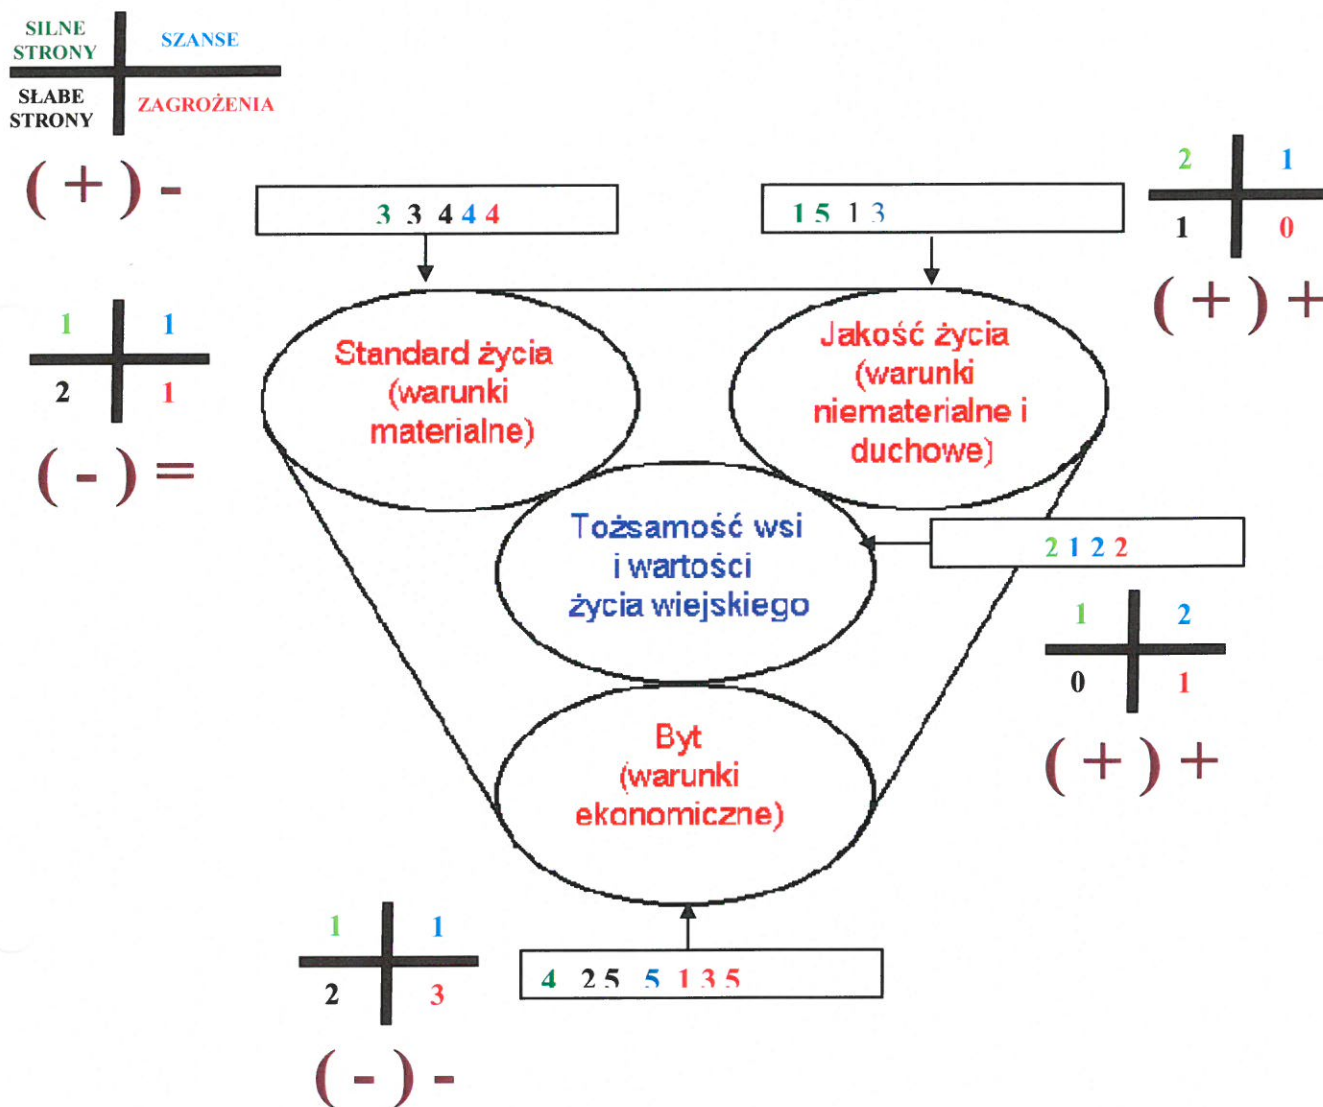 SILNE STRONY
SZANSE
SŁABE STRONY
ZAGROŻENIA
( + ) -
3 3 4 4 4
1 5 1 3
2 1
1 0
( + ) +
1 1
2 1
( - ) =
Standard życia
(warunki
materialne)
Jakość życia
(warunki
niematerialne i
duchowe)
Tożsamość wsi
i wartości
życia wiejskiego
2 1 2 2
1 2
0 1
( + ) +
Byt
(warunki
ekonomiczne)
1 1
2 3
( - ) -
4 2 5 5 1 3 5